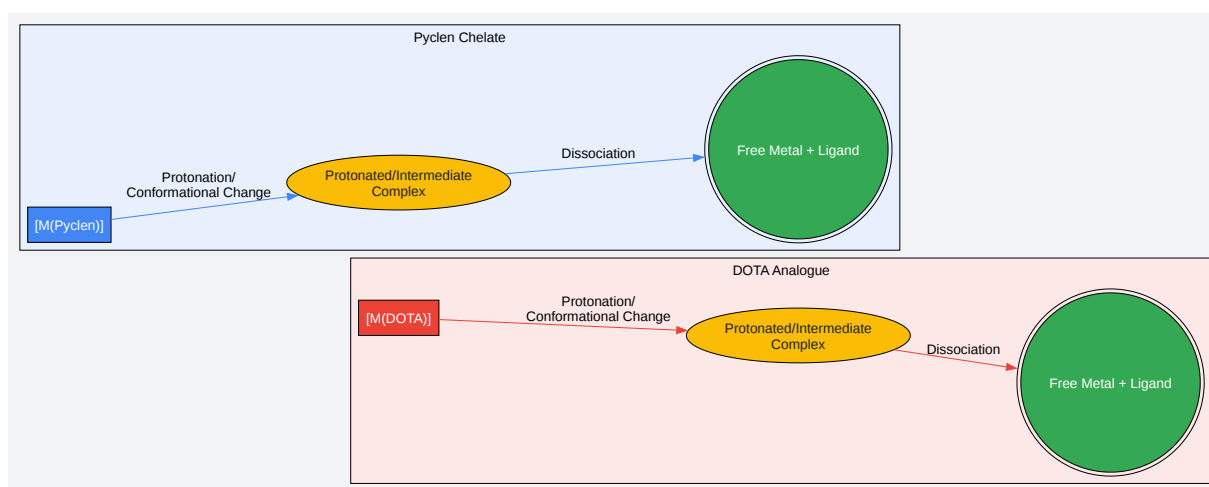 Pyclen Chelate
Protonation/
Conformational Change
[M(Pyclen)]
Protonated/Intermediate
Complex
Dissociation
Free Metal + Ligand
DOTA Analogue
[M(DOTA)]
Protonation/
Conformational Change
Protonated/Intermediate
Complex
Dissociation
Free Metal + Ligand